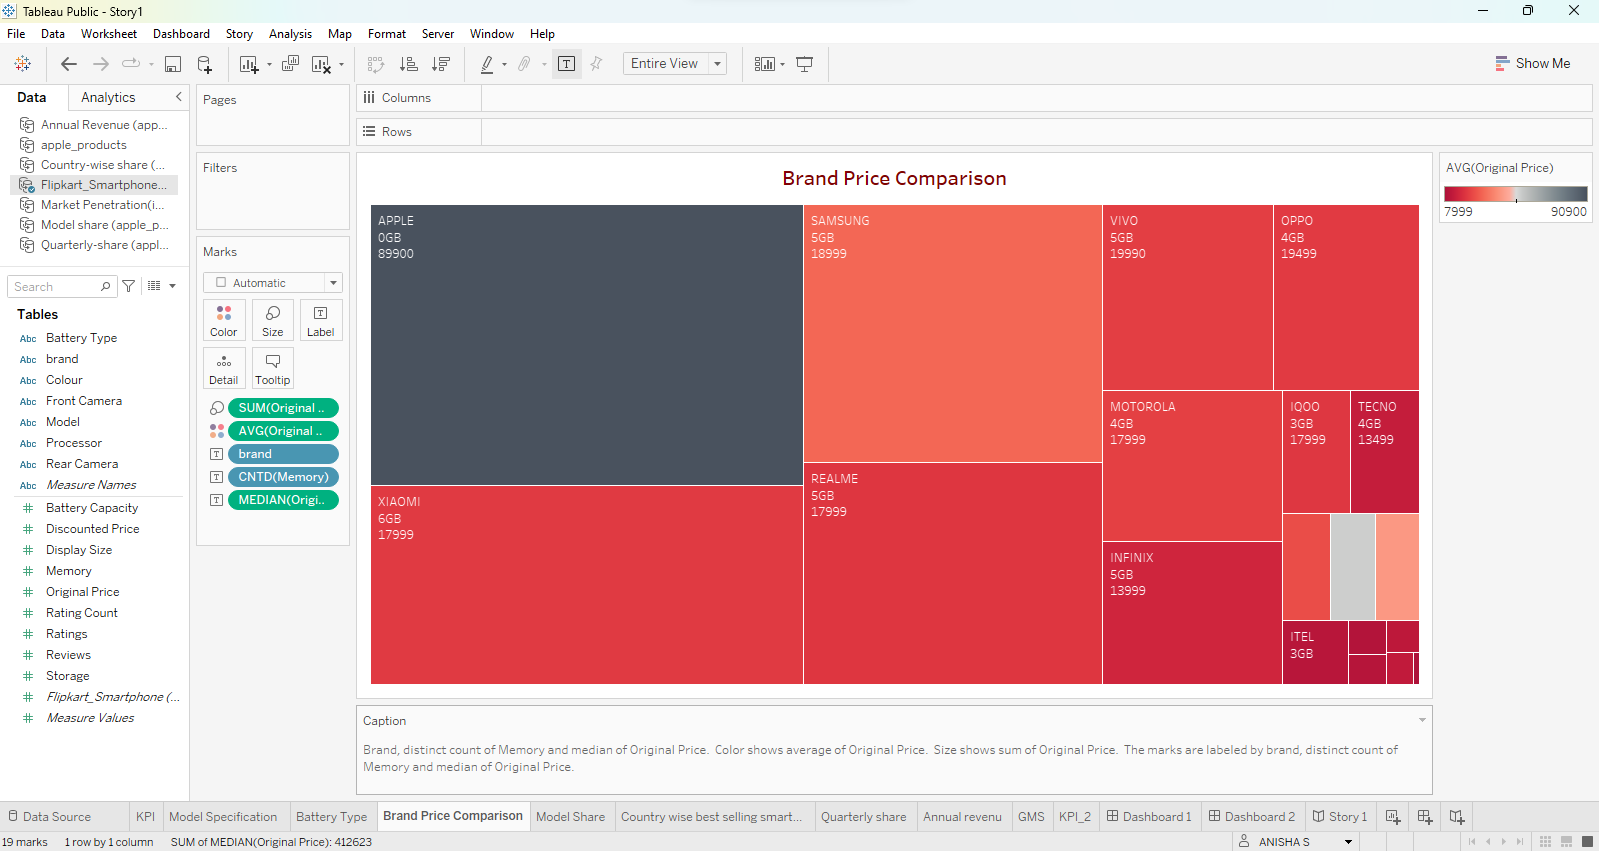 Tableau Public - Story1
File Data Worksheet Dashboard Story Analysis Map Format Server Window Help
Entire View
Show Me
Data
Analytics
Annual Revenue (app...
apple_products
Country-wise share (...
Flipkart_Smartphone...
Market Penetration(i...
Model share (apple_p...
Quarterly-share (appl...
Search
Tables
Abc Battery Type
Abc brand
Abc Colour
Abc Front Camera
Abc Model
Abc Processor
Abc Rear Camera
Abc Measure Names
Battery Capacity
Discounted Price
Display Size
Memory
Original Price
Rating Count
Ratings
Reviews
Storage
Flipkart_Smartphone (...
Measure Values
Pages
Filters
Marks
Automatic
Color
Size
Label
Detail
Tooltip
SUM(Original ..
AVG(Original ..
brand
CNTD(Memory)
MEDIAN(Origi..
Columns
Rows
Brand Price Comparison
APPLE
0GB
89900
XIAOMI
6GB
17999
SAMSUNG
5GB
18999
REALME
5GB
17999
VIVO
5GB
19990
OPPO
4GB
19499
MOTOROLA
4GB
17999
INFINIX
5GB
13999
IQOO
3GB
17999
TECNO
4GB
13499
ITEL
3GB
AVG(Original Price)
7999 90900
Caption
Brand, distinct count of Memory and median of Original Price. Color shows average of Original Price. Size shows sum of Original Price. The marks are labeled by brand, distinct count of
Memory and median of Original Price.
Data Source KPI Model Specification Battery Type Brand Price Comparison Model Share Country wise best selling smart... Quarterly share Annual revenu GMS KPI_2 Dashboard 1 Dashboard 2 Story 1
19 marks 1 row by 1 column SUM of MEDIAN(Original Price): 412623 ANISHA S